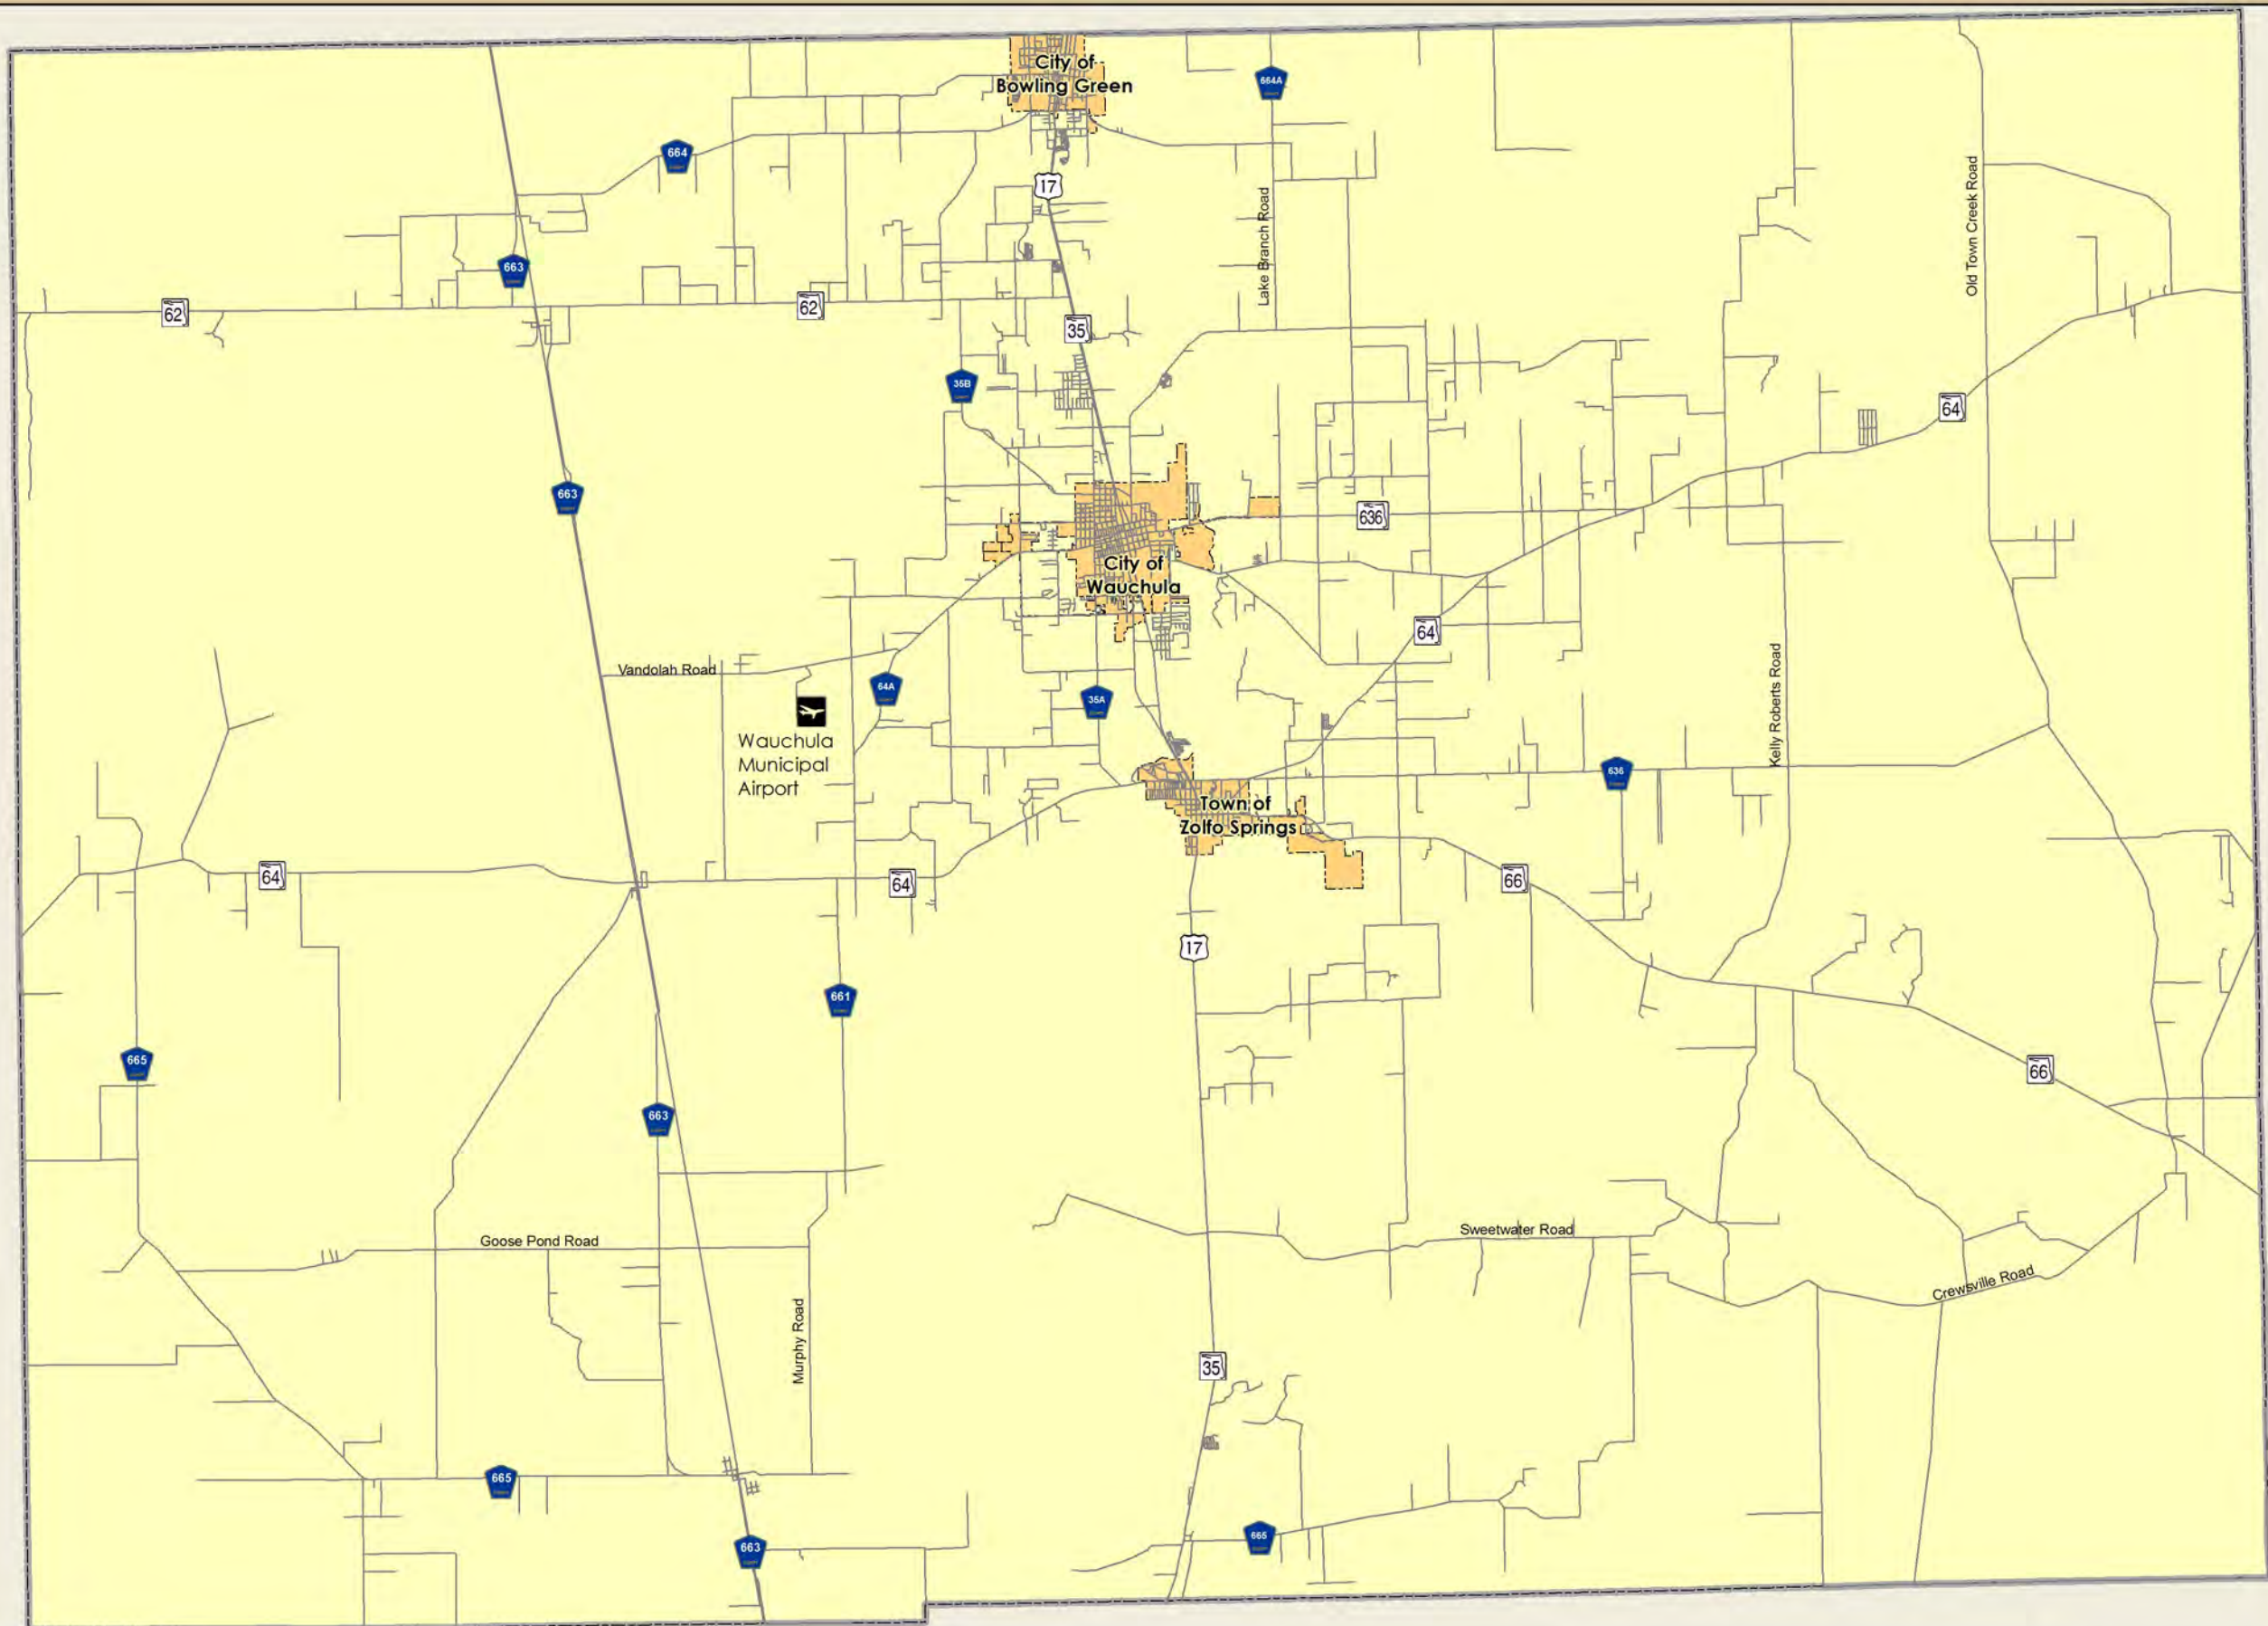 City of
Bowling Green
664A
664
Old Town Creek Road
17
Lake Branch Road
663
62
62
35
35B
64
663
636
City of
Wauchula
64
Vandolah Road
Kelly Roberts Road
64A
35A
Wauchula
Municipal
Airport
636
Town of
Zolfo Springs
64
64
66
17
661
665
66
663
Sweetwater Road
Goose Pond Road
Crewsville Road
Murphy Road
35
665
665
663